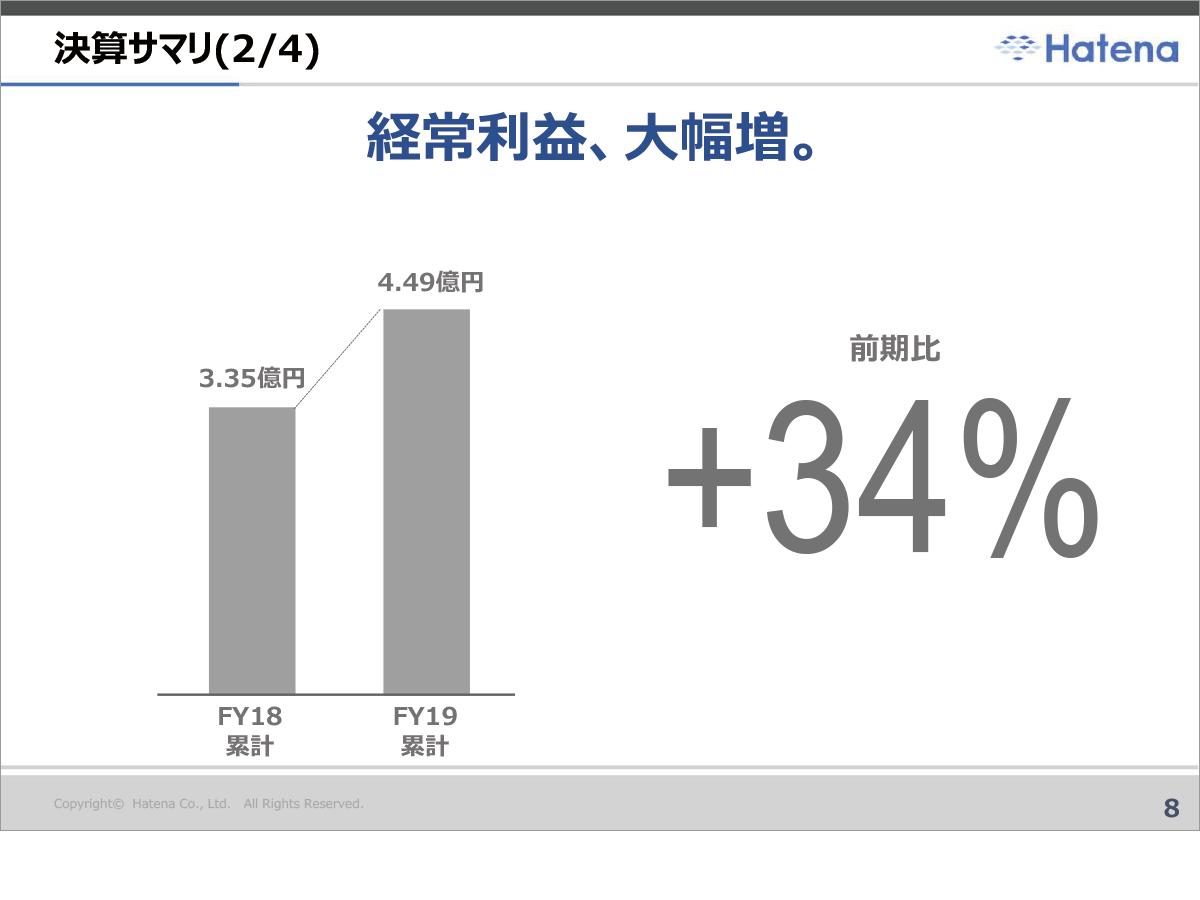 決算サマリ(2/4)
Hatena
経常利益、大幅増。
4.49億円
3.35億円
前期比
+34%
FY18
累計
FY19
累計
Copyright© Hatena Co., Ltd. All Rights Reserved.
8